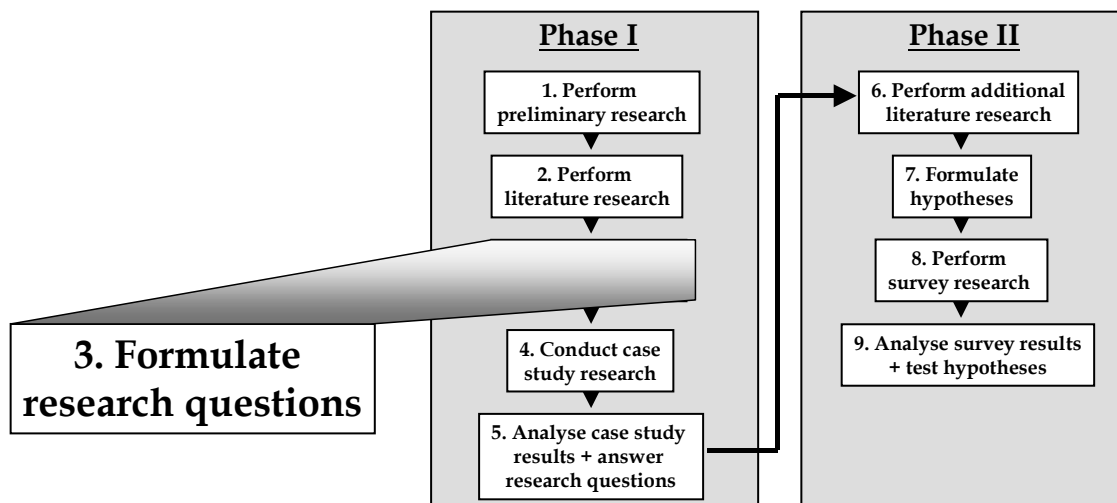 Phase I
1. Perform
preliminary research
2. Perform
literature research
3. Formulate
research questions
4. Conduct case
study research
5. Analyse case study
results + answer
research questions
Phase II
6. Perform additional
literature research
7. Formulate
hypotheses
8. Perform
survey research
9. Analyse survey results
+ test hypotheses